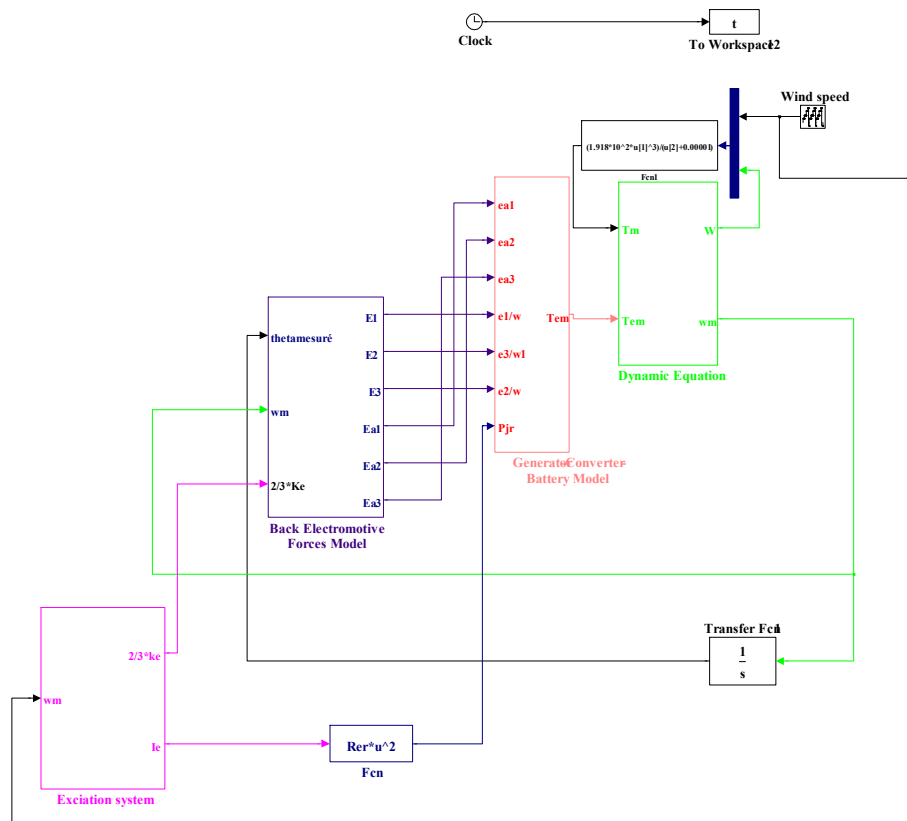 t
Clock
To Workspace12
Wind speed
(1.918*10^2*u[1]^3)/(u[2]+0.00001)
Fcn1
ea1
Tm
W
ea2
ea3
E1
e1/w
Tem
Tem
wm
thetamesuré
E2
e3/w1
Dynamic Equation
E3
e2/w
wm
Ea1
Pjr
Ea2
Generator-Converter-
Battery Model
2/3*Ke
Ea3
Back Electromotive
Forces Model
Transfer Fcn1
2/3*ke
1
s
wm
Ie
Rer*u^2
Fcn
Exciation system